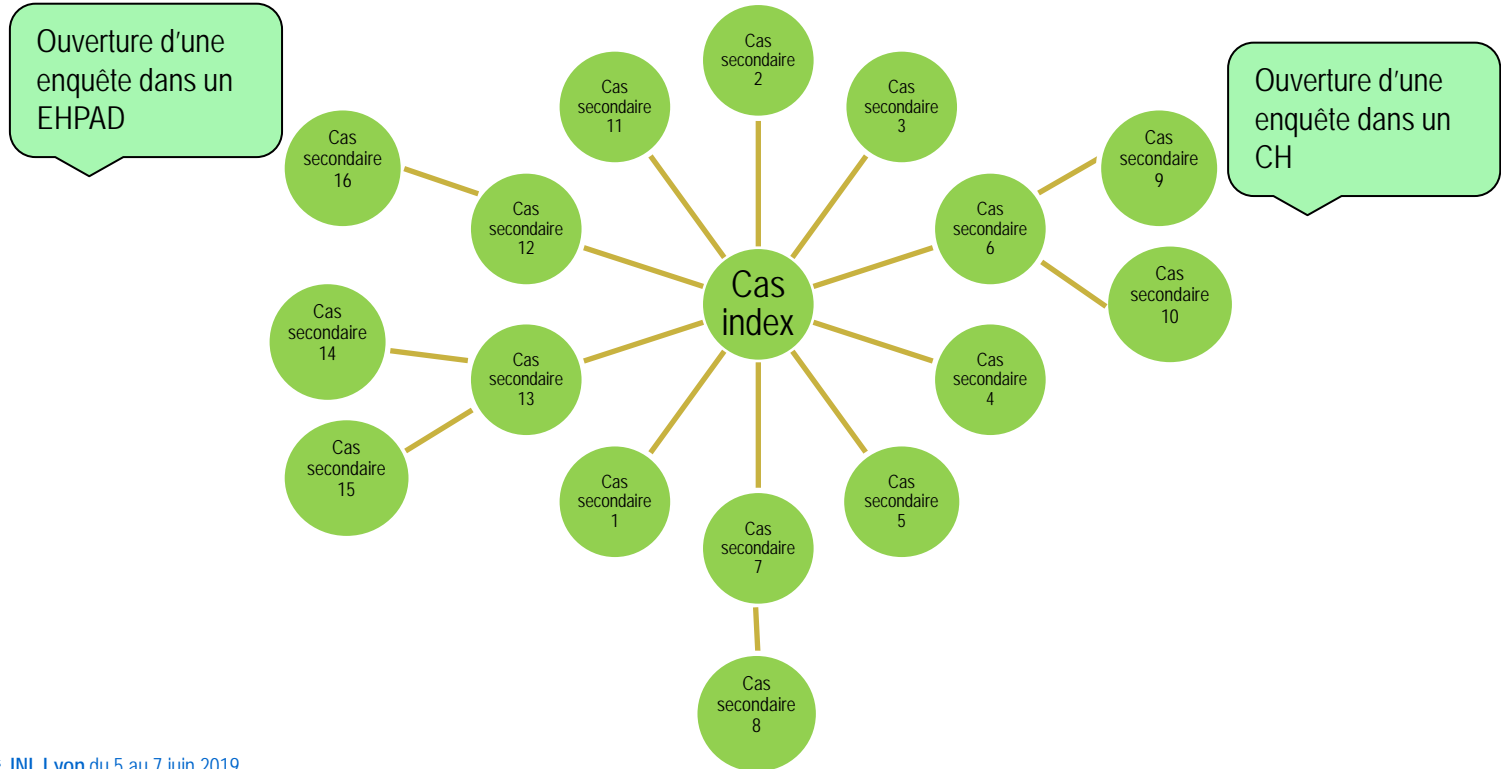 Ouverture d'une
enquête dans un
EHPAD
Cas
secondaire
2
Cas
secondaire
11
Cas
secondaire
3
Ouverture d'une
enquête dans un
CH
Cas
secondaire
16
Cas
secondaire
9
Cas
secondaire
12
Cas
secondaire
6
Cas
index
Cas
secondaire
10
Cas
secondaire
14
Cas
secondaire
13
Cas
secondaire
4
Cas
secondaire
15
Cas
secondaire
1
Cas
secondaire
5
Cas
secondaire
7
Cas
secondaire
8
Lyon du 5 au 7 juin 2019